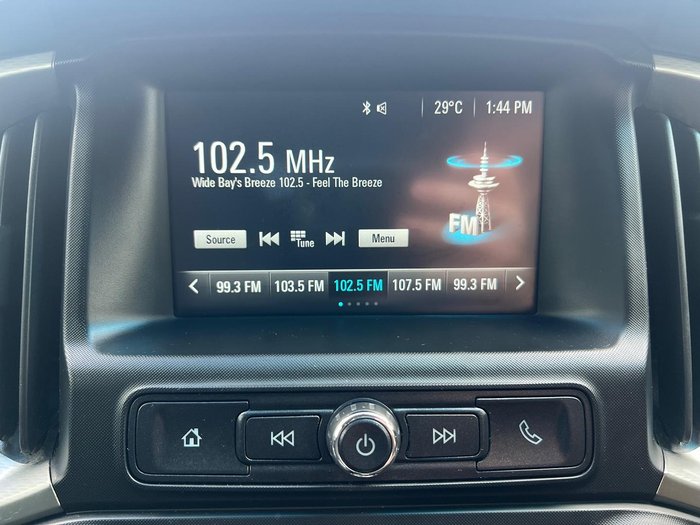 29°C 1:44 PM
102.5 MHz
Wide Bay's Breeze 102.5 - Feel The Breeze
FM
Source Tune Menu
99.3 FM 103.5 FM 102.5 FM 107.5 FM 99.3 FM